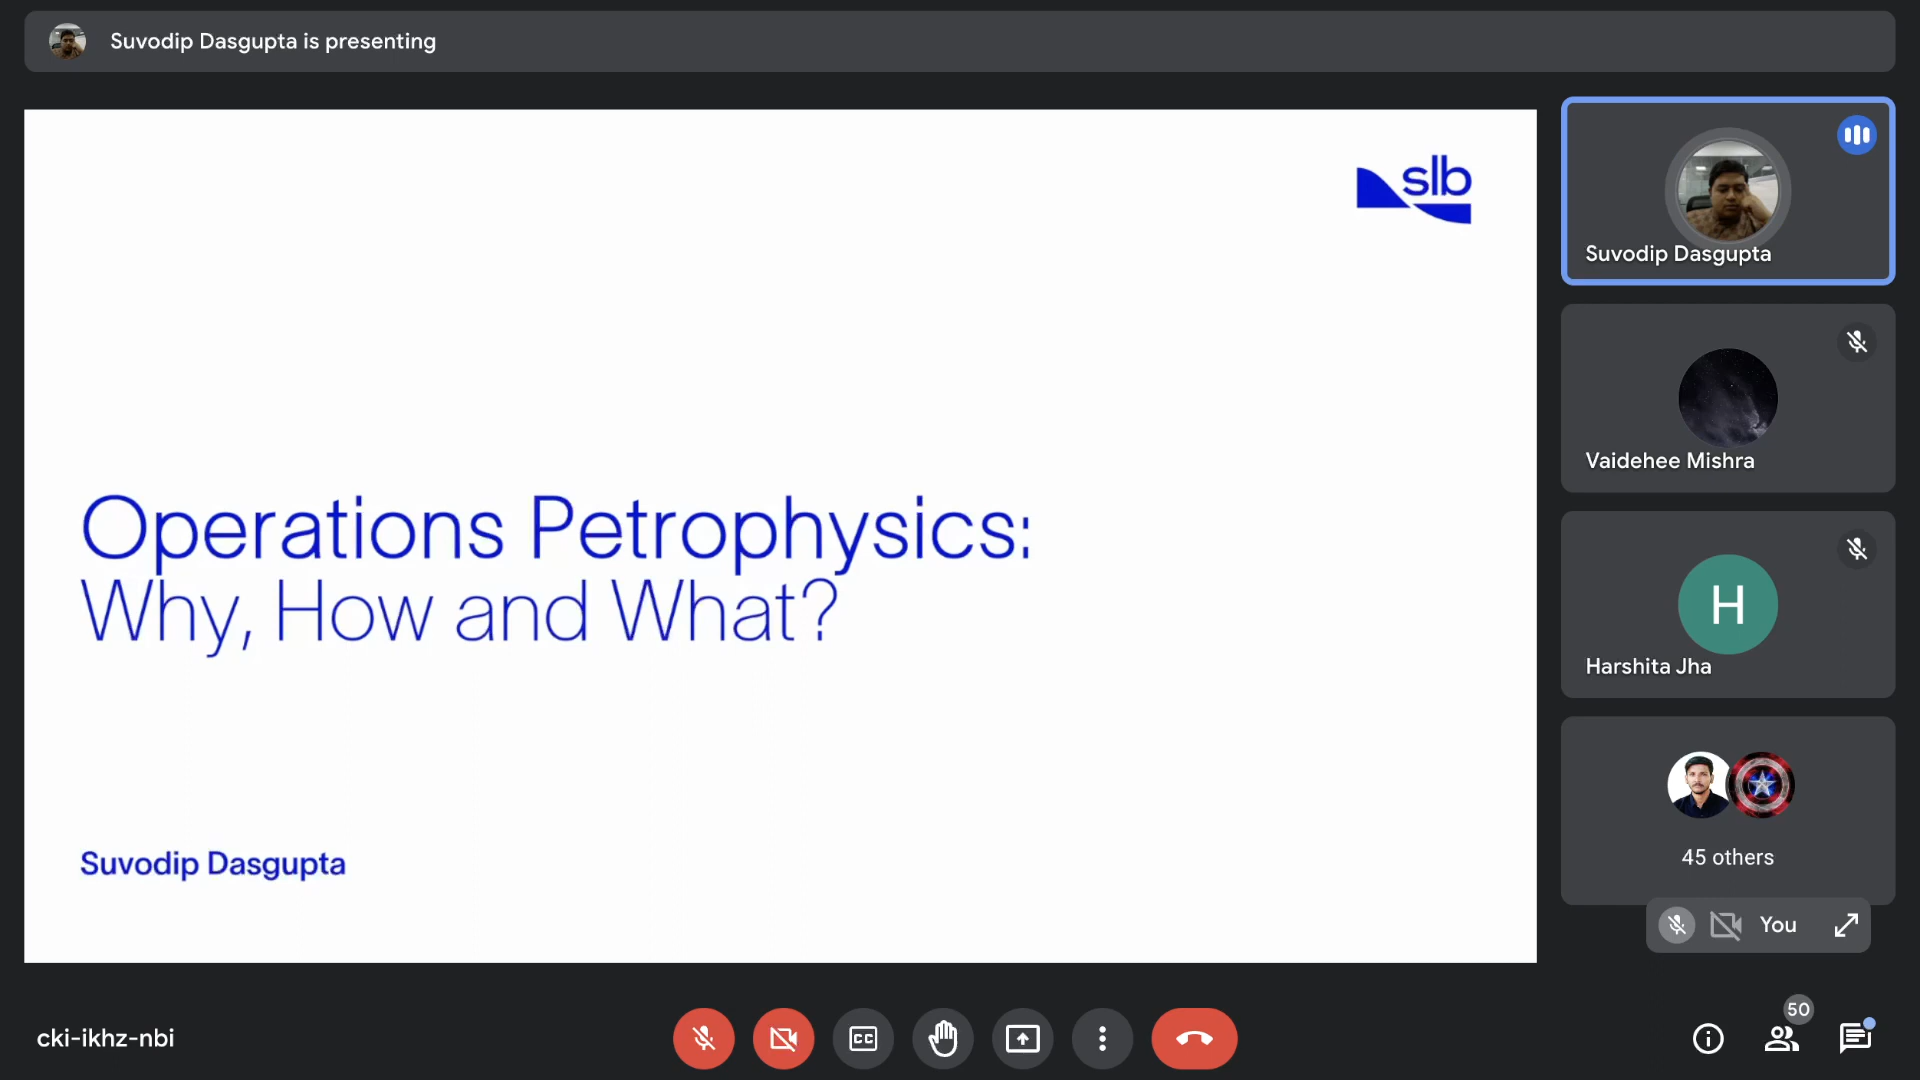 Suvodip Dasgupta is presenting
slb
Operations Petrophysics:
Why, How and What?
Suvodip Dasgupta
Suvodip Dasgupta
Vaidehee Mishra
H
Harshita Jha
45 others
You
cki-ikhz-nbi
CC
50